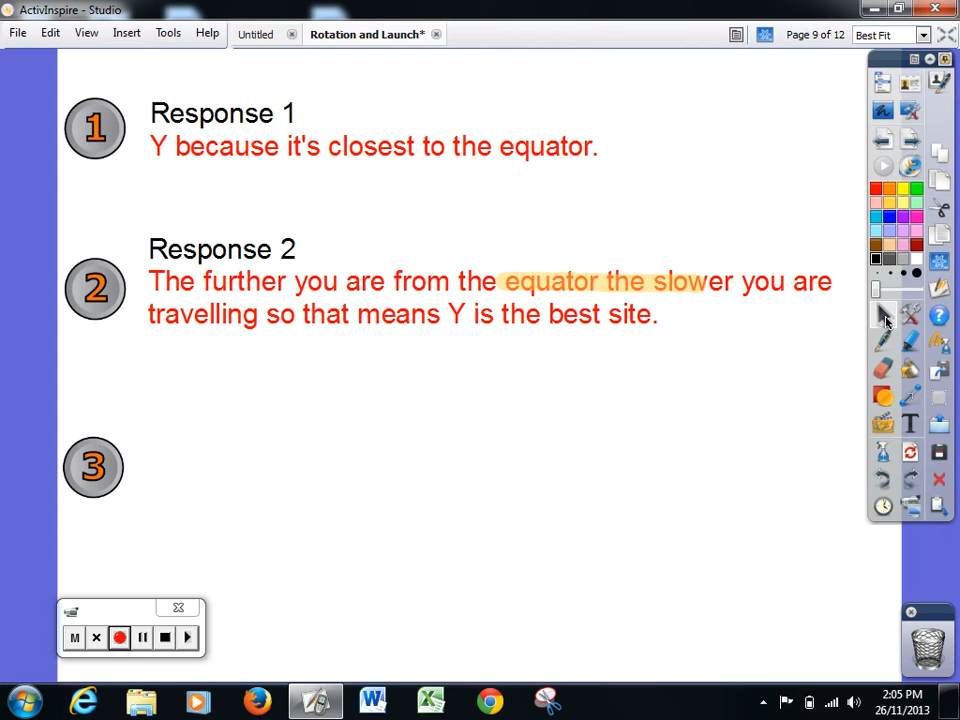 ActivInspire - Studio
File Edit View Insert Tools Help Untitled Rotation and Launch* Page 9 of 12 Best Fit
1
Response 1
Y because it's closest to the equator.
2
Response 2
The further you are from the equator the slower you are
travelling so that means Y is the best site.
3
M
T
2:05 PM
26/11/2013